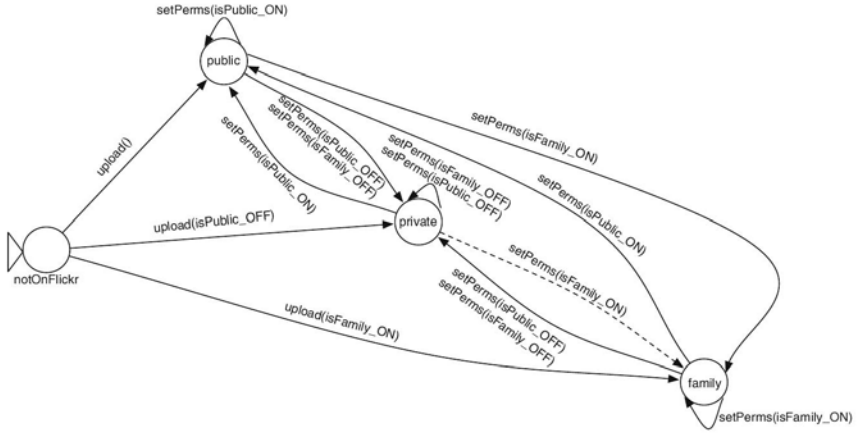 setPerms(isPublic_ON)
public
setPerms(isFamily_ON)
setPerms(isPublic_OFF)
setPerms(isFamily_OFF)
setPerms(isPublic_ON)
upload()
setPerms(isFamily_OFF)
setPerms(isPublic_OFF)
setPerms(isPublic_ON)
private
upload(isPublic_OFF)
notOnFlickr
setPerms(isFamily_ON)
setPerms(isPublic_OFF)
setPerms(isFamily_OFF)
upload(isFamily_ON)
family
setPerms(isFamily_ON)